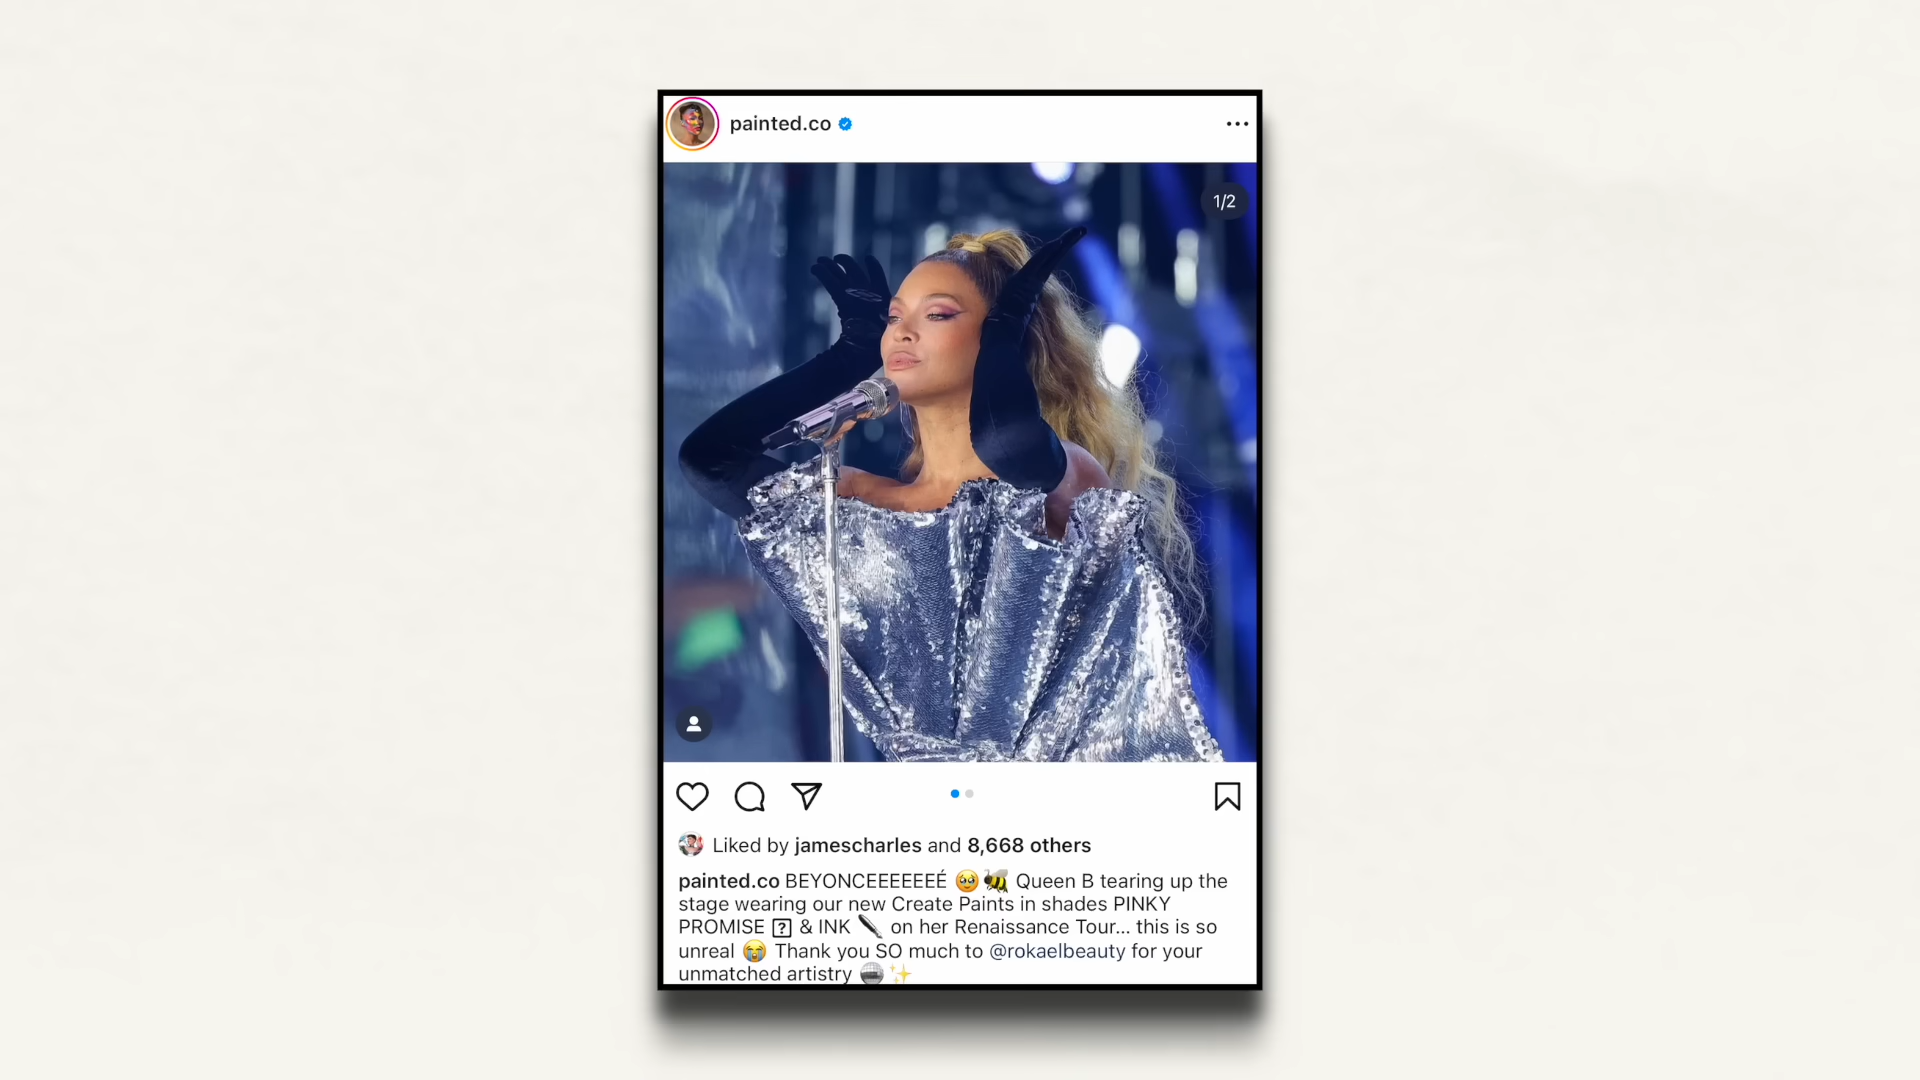 painted.co
1/2
Liked by jamescharles and 8,668 others
painted.co BEYONCEEEEEEÉ 🥹🐝 Queen B tearing up the
stage wearing our new Create Paints in shades PINKY
PROMISE ⍰ & INK ✒️ on her Renaissance Tour... this is so
unreal 😭 Thank you SO much to @rokaelbeauty for your
unmatched artistry 🪩✨